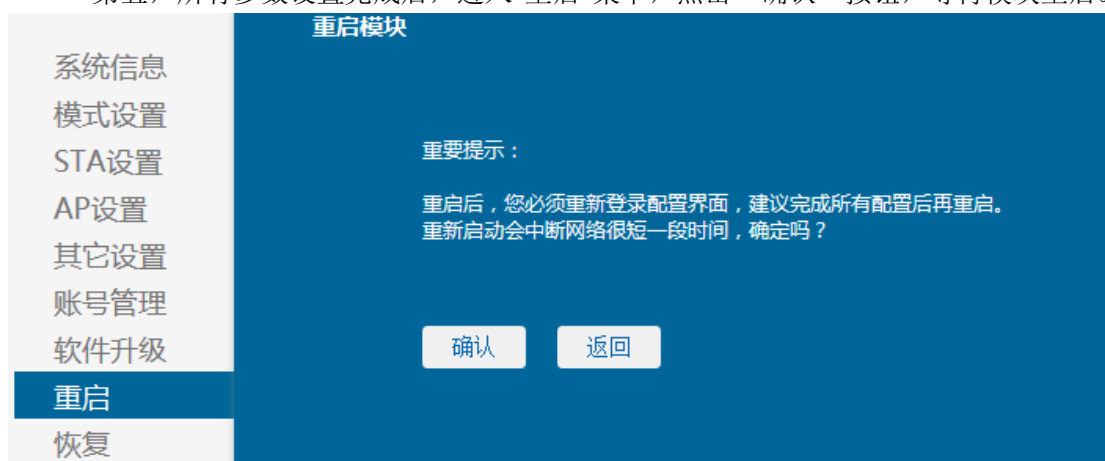 重启模块
系统信息
模式设置
STA设置
AP设置
其它设置
账号管理
软件升级
重启
恢复
重要提示：
重启后，您必须重新登录配置界面，建议完成所有配置后再重启。
重新启动会中断网络很短一段时间，确定吗？
确认
返回